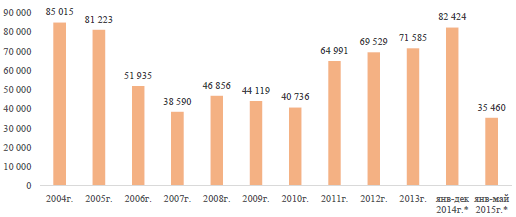 90 000
80 000
70 000
60 000
50 000
40 000
30 000
20 000
10 000
0
85 015
81 223
51 935
38 590
46 856
44 119
40 736
64 991
69 529
71 585
82 424
35 460
2004г.
2005г.
2006г.
2007г.
2008г.
2009г.
2010г.
2011г.
2012г.
2013г.
янв-дек
2014г.*
янв-май
2015г.*